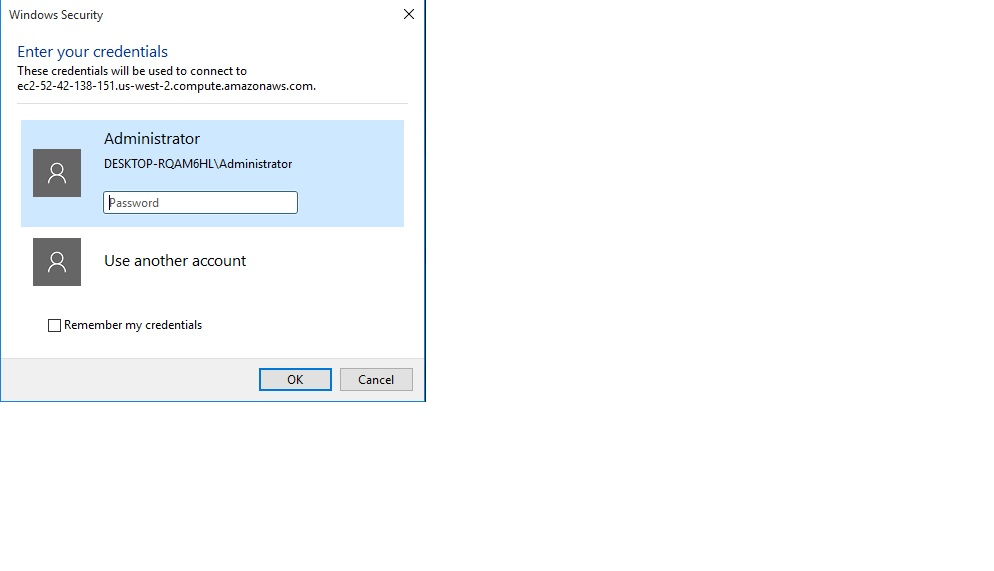 Windows Security
Enter your credentials
These credentials will be used to connect to
ec2-52-42-138-151.us-west-2.compute.amazonaws.com.
Administrator
DESKTOP-RQAM6HL\Administrator
Password
Use another account
Remember my credentials
OK
Cancel